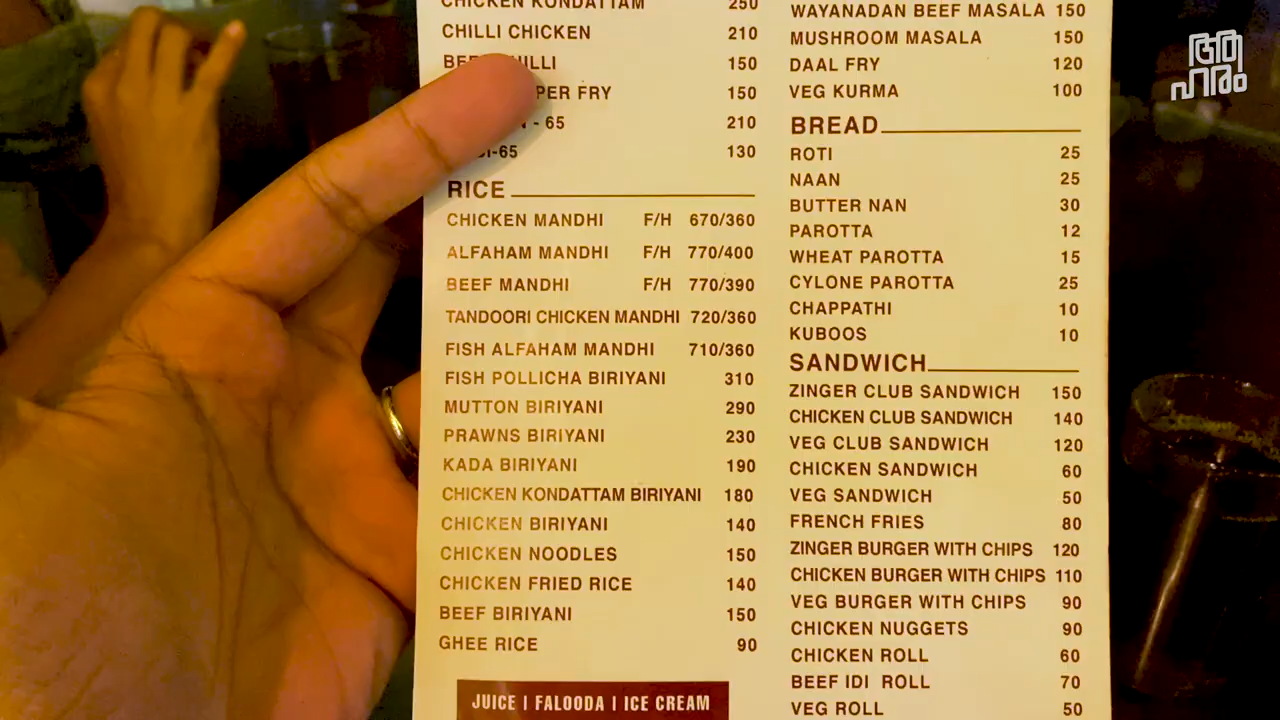 CHICKEN KONDATTAM 250
CHILLI CHICKEN 210
150
PER FRY 150
- 65 210
-65 130
RICE
CHICKEN MANDHI F/H 670/360
ALFAHAM MANDHI F/H 770/400
BEEF MANDHI F/H 770/390
TANDOORI CHICKEN MANDHI 720/360
FISH ALFAHAM MANDHI 710/360
FISH POLLICHA BIRIYANI 310
MUTTON BIRIYANI 290
PRAWNS BIRIYANI 230
KADA BIRIYANI 190
CHICKEN KONDATTAM BIRIYANI 180
CHICKEN BIRIYANI 140
CHICKEN NOODLES 150
CHICKEN FRIED RICE 140
BEEF BIRIYANI 150
GHEE RICE 90
JUICE | FALOODA | ICE CREAM
WAYANADAN BEEF MASALA 150
MUSHROOM MASALA 150
DAAL FRY 120
VEG KURMA 100
BREAD
ROTI 25
NAAN 25
BUTTER NAN 30
PAROTTA 12
WHEAT PAROTTA 15
CYLONE PAROTTA 25
CHAPPATHI 10
KUBOOS 10
SANDWICH
ZINGER CLUB SANDWICH 150
CHICKEN CLUB SANDWICH 140
VEG CLUB SANDWICH 120
CHICKEN SANDWICH 60
VEG SANDWICH 50
FRENCH FRIES 80
ZINGER BURGER WITH CHIPS 120
CHICKEN BURGER WITH CHIPS 110
VEG BURGER WITH CHIPS 90
CHICKEN NUGGETS 90
CHICKEN ROLL 60
BEEF IDI ROLL 70
VEG ROLL 50
ആ
ഹാരം